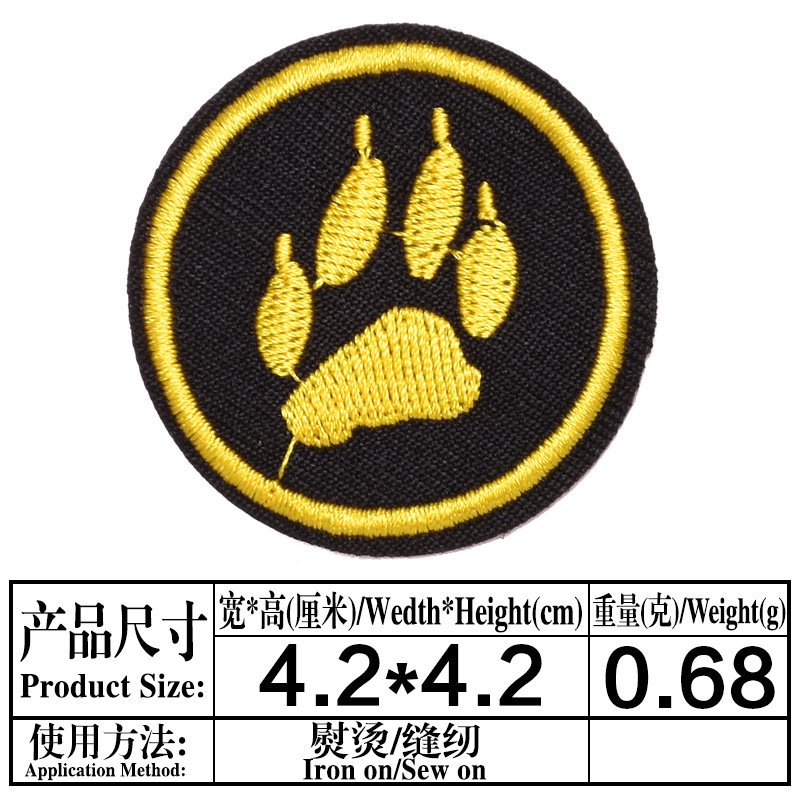 产品尺寸
Product Size:
宽*高(厘米)/Wedth*Height(cm)
重量(克)/Weight(g)
4.2*4.2
0.68
使用方法:
Application Method:
熨烫/缝纫
Iron on/Sew on